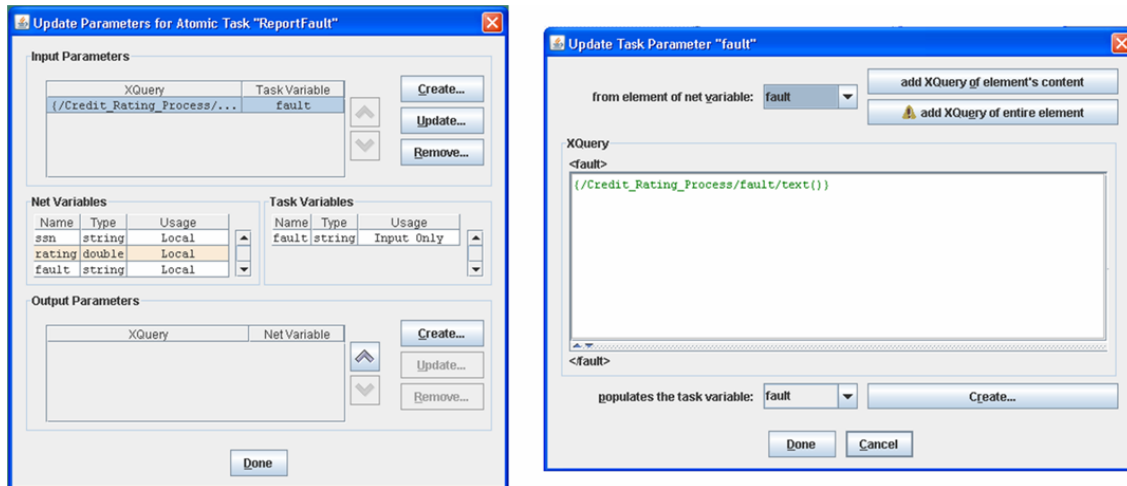 Update Parameters for Atomic Task "ReportFault"
Input Parameters
XQuery Task Variable
{/Credit_Rating_Process/... fault
Create...
Update...
Remove...
Net Variables
Name Type Usage
ssn string Local
rating double Local
fault string Local
Task Variables
Name Type Usage
fault string Input Only
Output Parameters
XQuery Net Variable
Create...
Update...
Remove...
Done
Update Task Parameter "fault"
from element of net variable: fault
add XQuery of element's content
add XQuery of entire element
XQuery
<fault>
{/Credit_Rating_Process/fault/text()}
</fault>
populates the task variable: fault Create...
Done Cancel